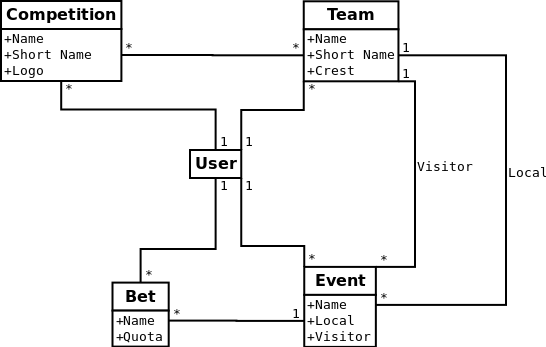 Competition
+Name
+Short Name
+Logo
*
*
Team
+Name
+Short Name
+Crest
1
1
*
*
1
1
User
1
1
Visitor
Local
*
*
*
*
Bet
+Name
+Quota
*
1
Event
+Name
+Local
+Visitor